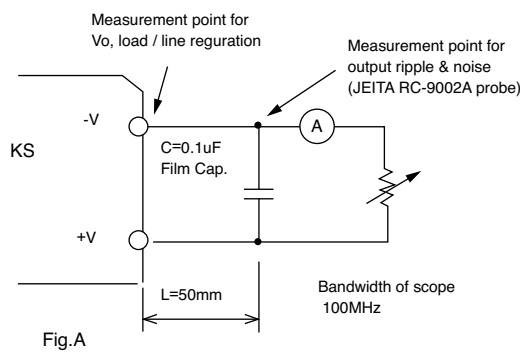 Measurement point for
Vo, load / line reguration
Measurement point for
output ripple & noise
(JEITA RC-9002A probe)
-V
A
KS
C=0.1uF
Film Cap.
+V
L=50mm
Bandwidth of scope
100MHz
Fig.A